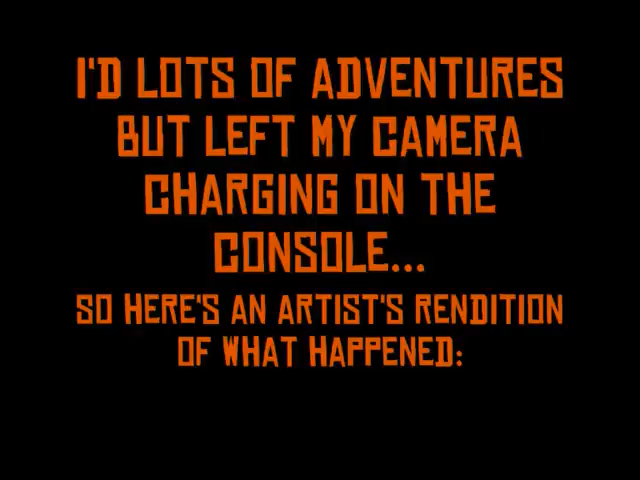 I'D LOTS OF ADVENTURES
BUT LEFT MY CAMERA
CHARGING ON THE
CONSOLE...
SO HERE'S AN ARTIST'S RENDITION
OF WHAT HAPPENED: